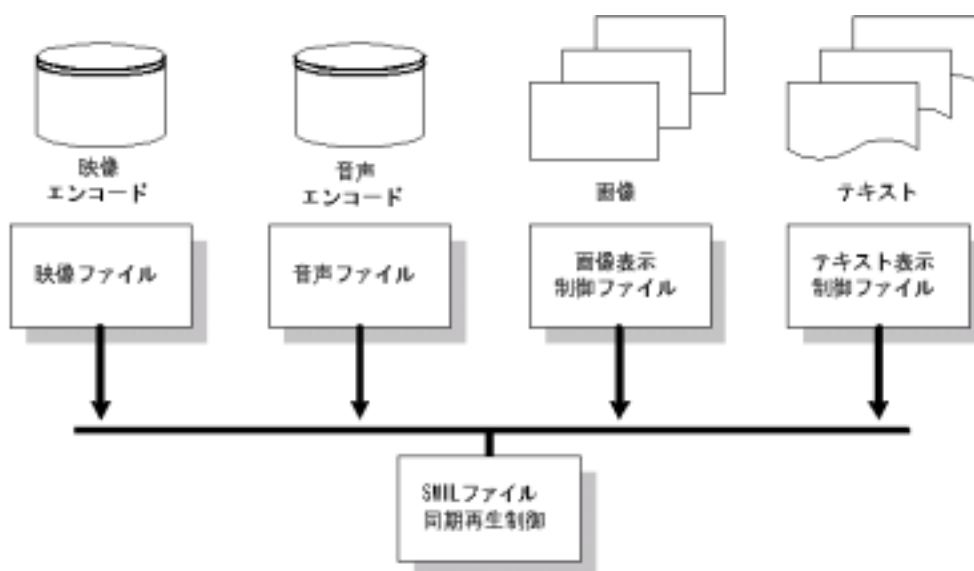 映像
エンコード
音声
エンコード
画像
テキスト
映像ファイル
音声ファイル
画像表示
制御ファイル
テキスト表示
制御ファイル
SMILファイル
同期再生制御